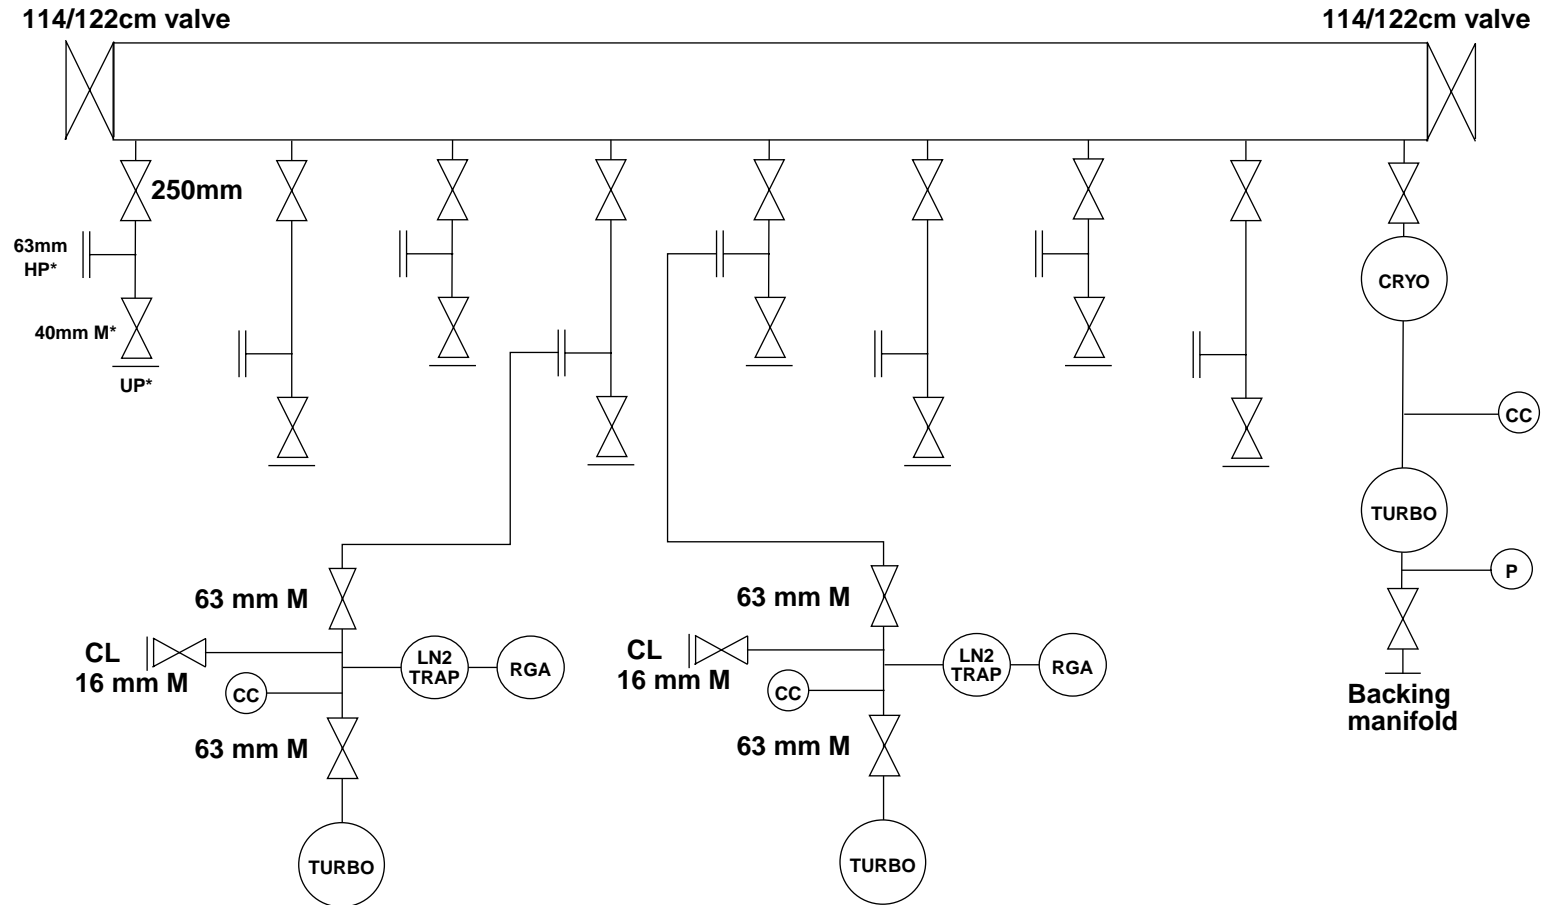 114/122cm valve
114/122cm valve
250mm
63mm
HP*
CRYO
40mm M*
UP*
CC
TURBO
P
63 mm M
63 mm M
CL
16 mm M
LN2
TRAP
RGA
CC
CL
16 mm M
LN2
TRAP
RGA
CC
Backing
manifold
63 mm M
63 mm M
TURBO
TURBO